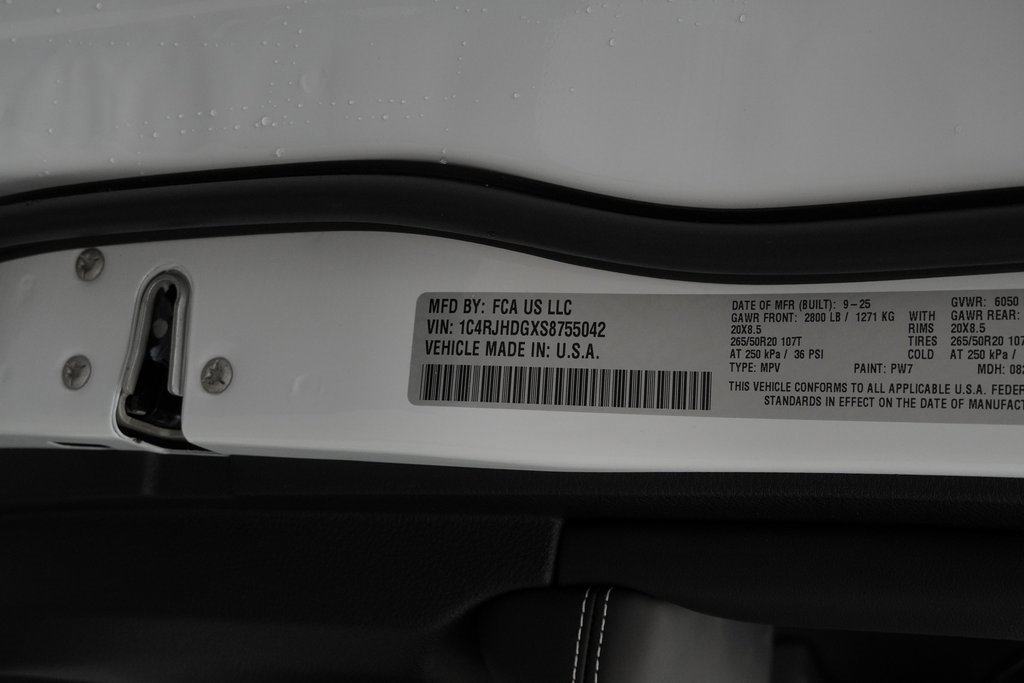 MFD BY: FCA US LLC
VIN: 1C4RJHDGXS8755042
VEHICLE MADE IN: U.S.A.
DATE OF MFR (BUILT): 9-25
GVWR: 6050
GAWR FRONT: 2800 LB / 1271 KG WITH GAWR REAR:
20X8.5 RIMS 20X8.5
265/50R20 107T TIRES 265/50R20
AT 250 kPa / 36 PSI COLD AT 250 kPa /
TYPE: MPV PAINT: PW7 MDH:
THIS VEHICLE CONFORMS TO ALL APPLICABLE U.S.A.
STANDARDS IN EFFECT ON THE DATE OF